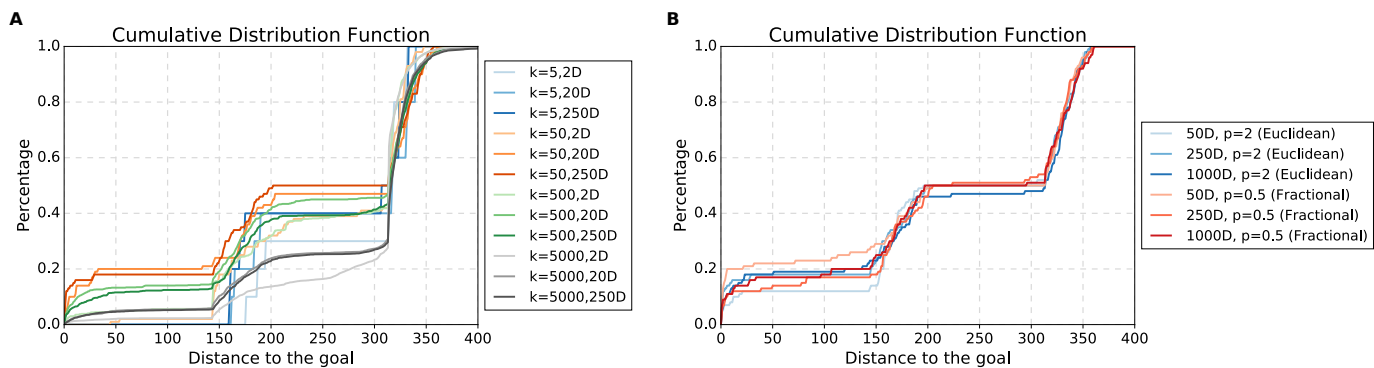 A
Cumulative Distribution Function
Percentage
1.0
0.8
0.6
0.4
0.2
0.0
0 50 100 150 200 250 300 350 400
Distance to the goal
k=5,2D
k=5,20D
k=5,250D
k=50,2D
k=50,20D
k=50,250D
k=500,2D
k=500,20D
k=500,250D
k=5000,2D
k=5000,20D
k=5000,250D
B
Cumulative Distribution Function
Percentage
1.0
0.8
0.6
0.4
0.2
0.0
0 50 100 150 200 250 300 350 400
Distance to the goal
50D, p=2 (Euclidean)
250D, p=2 (Euclidean)
1000D, p=2 (Euclidean)
50D, p=0.5 (Fractional)
250D, p=0.5 (Fractional)
1000D, p=0.5 (Fractional)